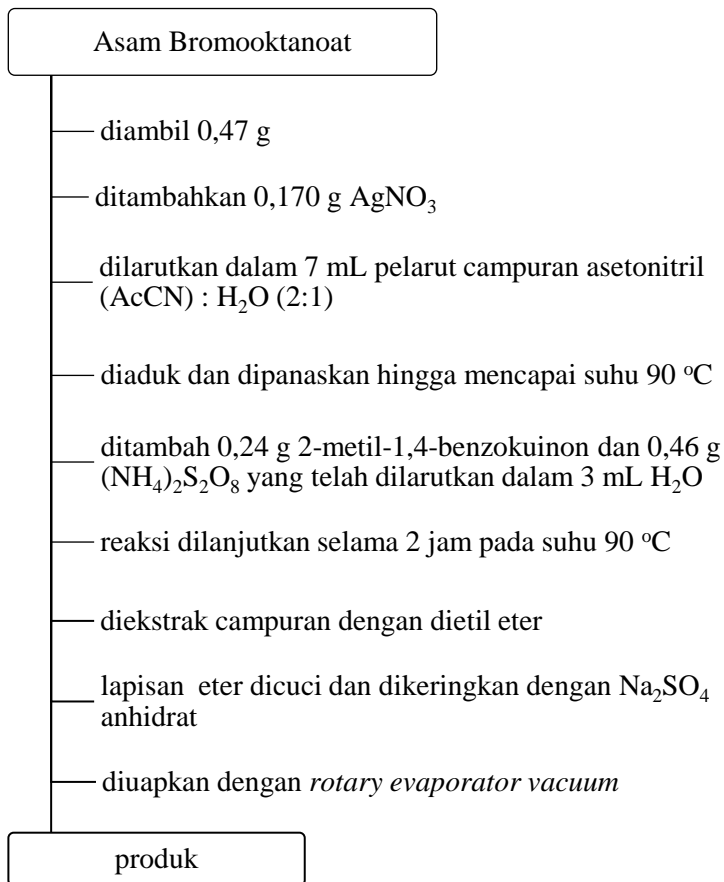 Asam Bromooktanoat
diambil 0,47 g
ditambahkan 0,170 g AgNO₃
dilarutkan dalam 7 mL pelarut campuran asetonitril
(AcCN) : H₂O (2:1)
diaduk dan dipanaskan hingga mencapai suhu 90 ᵒC
ditambah 0,24 g 2-metil-1,4-benzokuinon dan 0,46 g
(NH₄)₂S₂O₈ yang telah dilarutkan dalam 3 mL H₂O
reaksi dilanjutkan selama 2 jam pada suhu 90 ᵒC
diekstrak campuran dengan dietil eter
lapisan eter dicuci dan dikeringkan dengan Na₂SO₄
anhidrat
diuapkan dengan rotary evaporator vacuum
produk